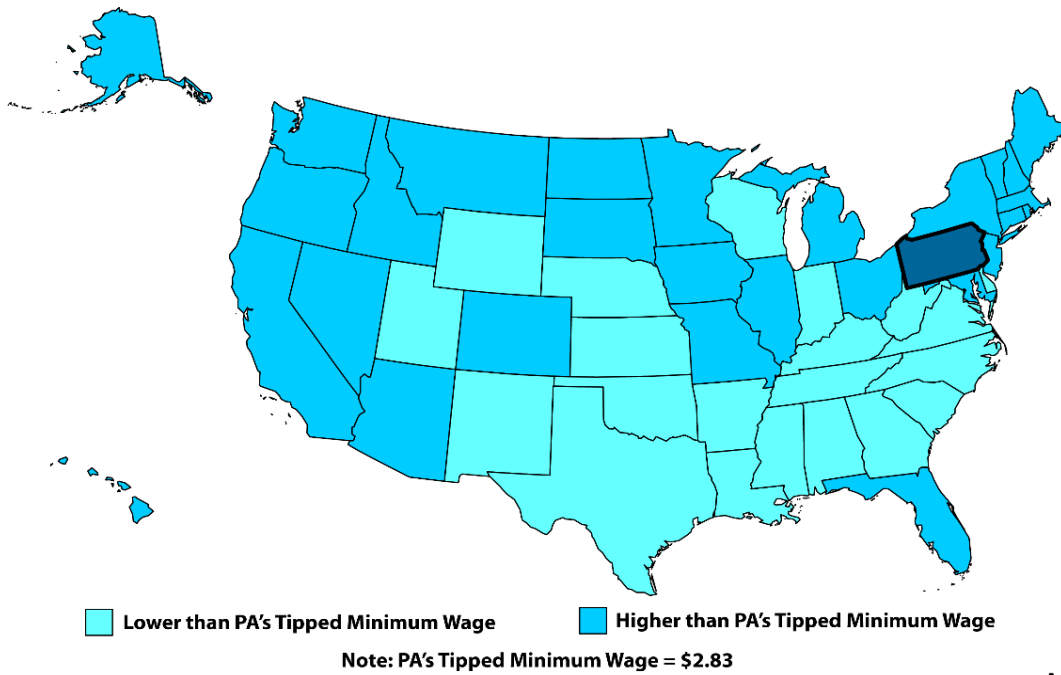 Lower than PA's Tipped Minimum Wage
Higher than PA's Tipped Minimum Wage
Note: PA's Tipped Minimum Wage = $2.83